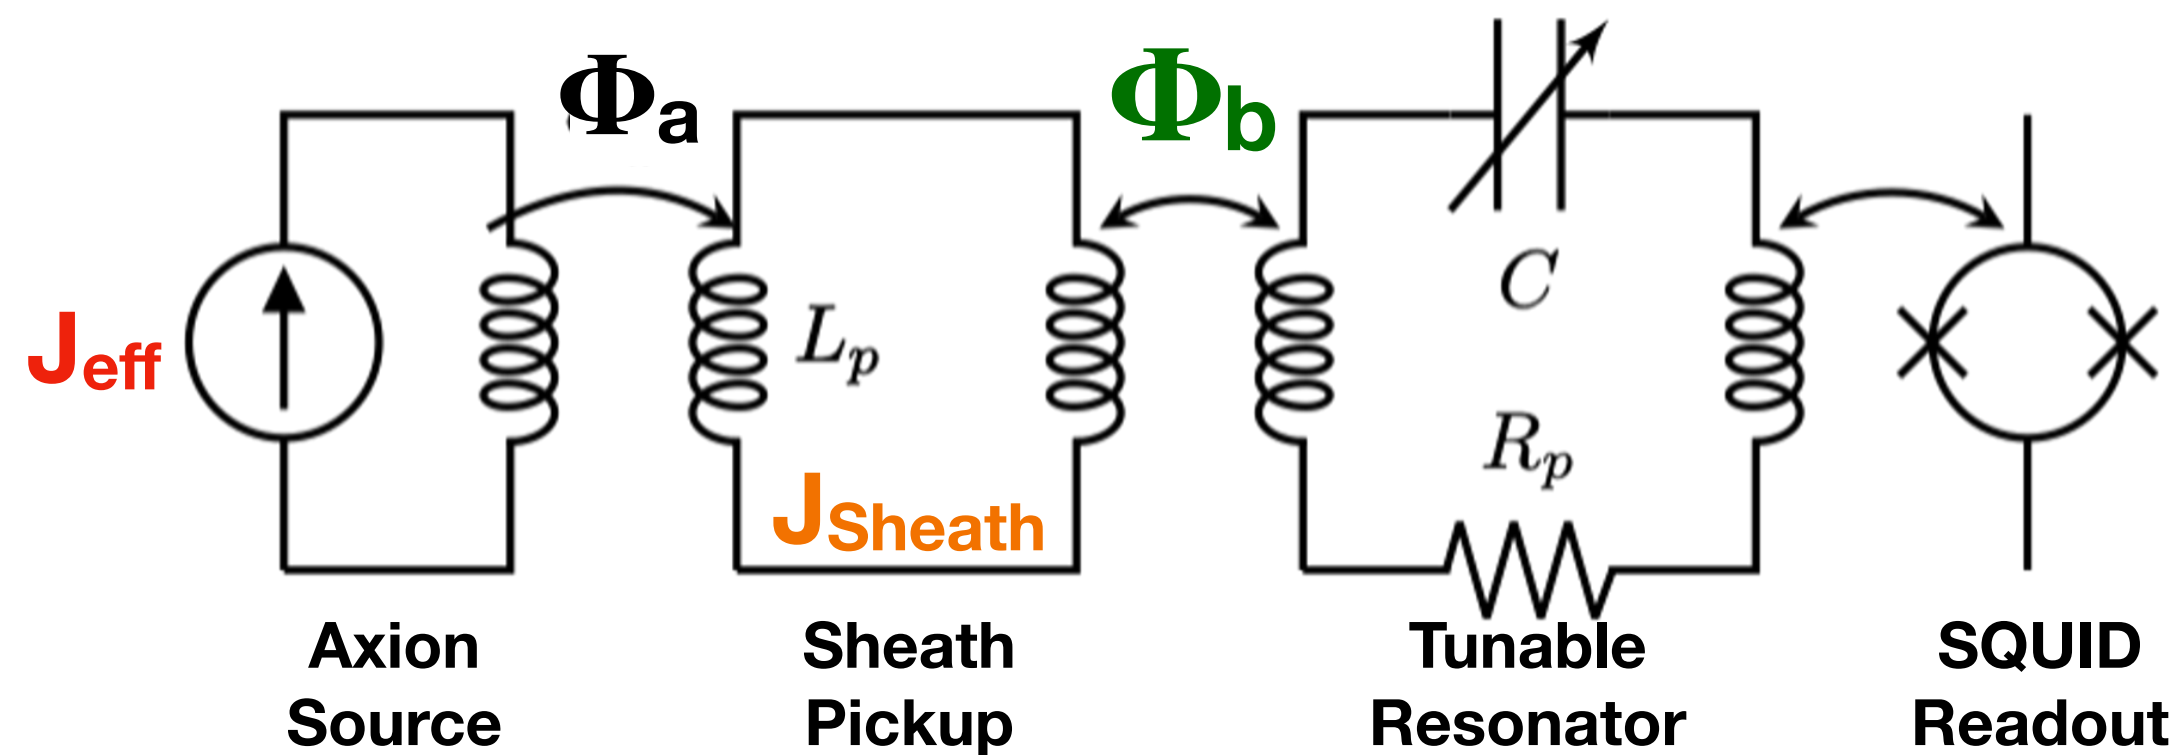 Φa
Φb
Jeff
Lp
C
Rp
JSheath
Axion
Source
Sheath
Pickup
Tunable
Resonator
SQUID
Readout